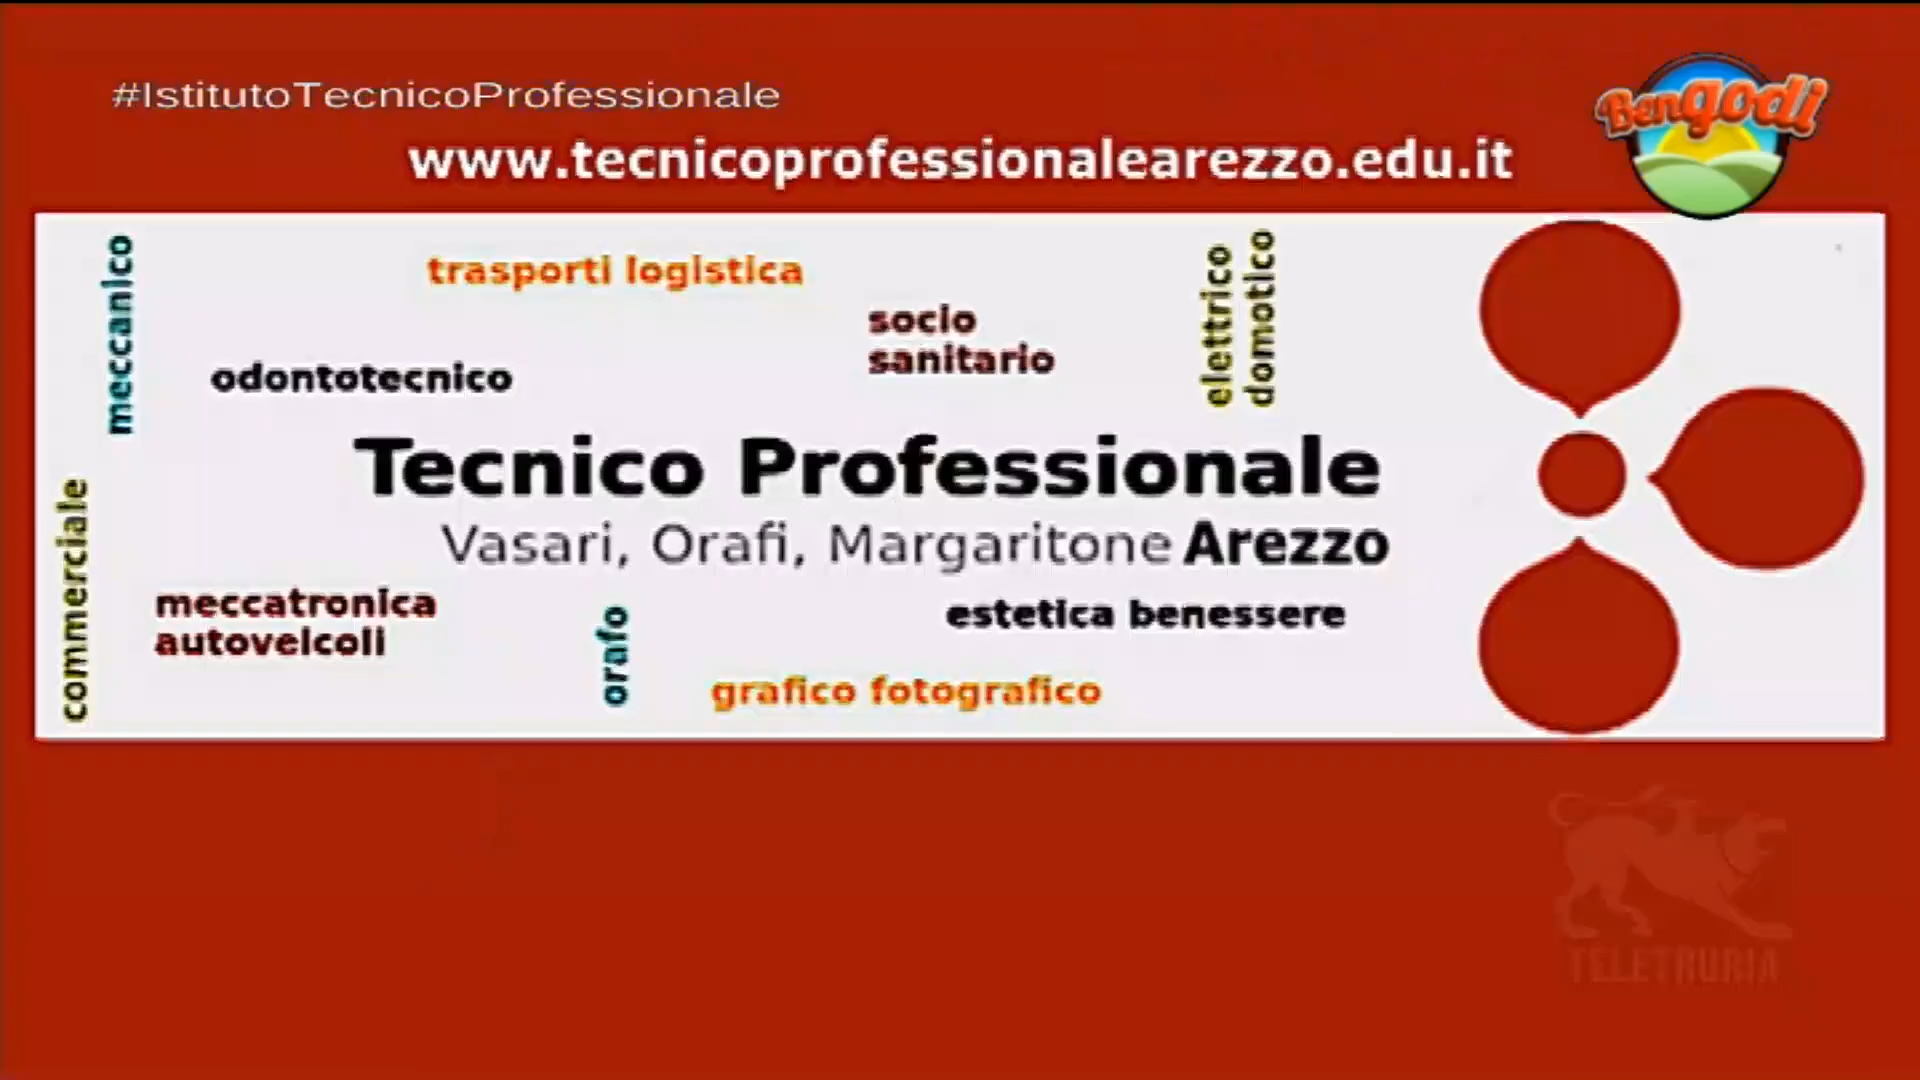 #IstitutoTecnicoProfessionale
Bengodi
www.tecnicoprofessionalearezzo.edu.it
meccanico
trasporti logistica
socio
sanitario
elettrico
domotico
odontotecnico
Tecnico Professionale
Vasari, Orafi, Margaritone Arezzo
commerciale
meccatronica
autoveicoli
orafo
estetica benessere
grafico fotografico
TELETRURIA